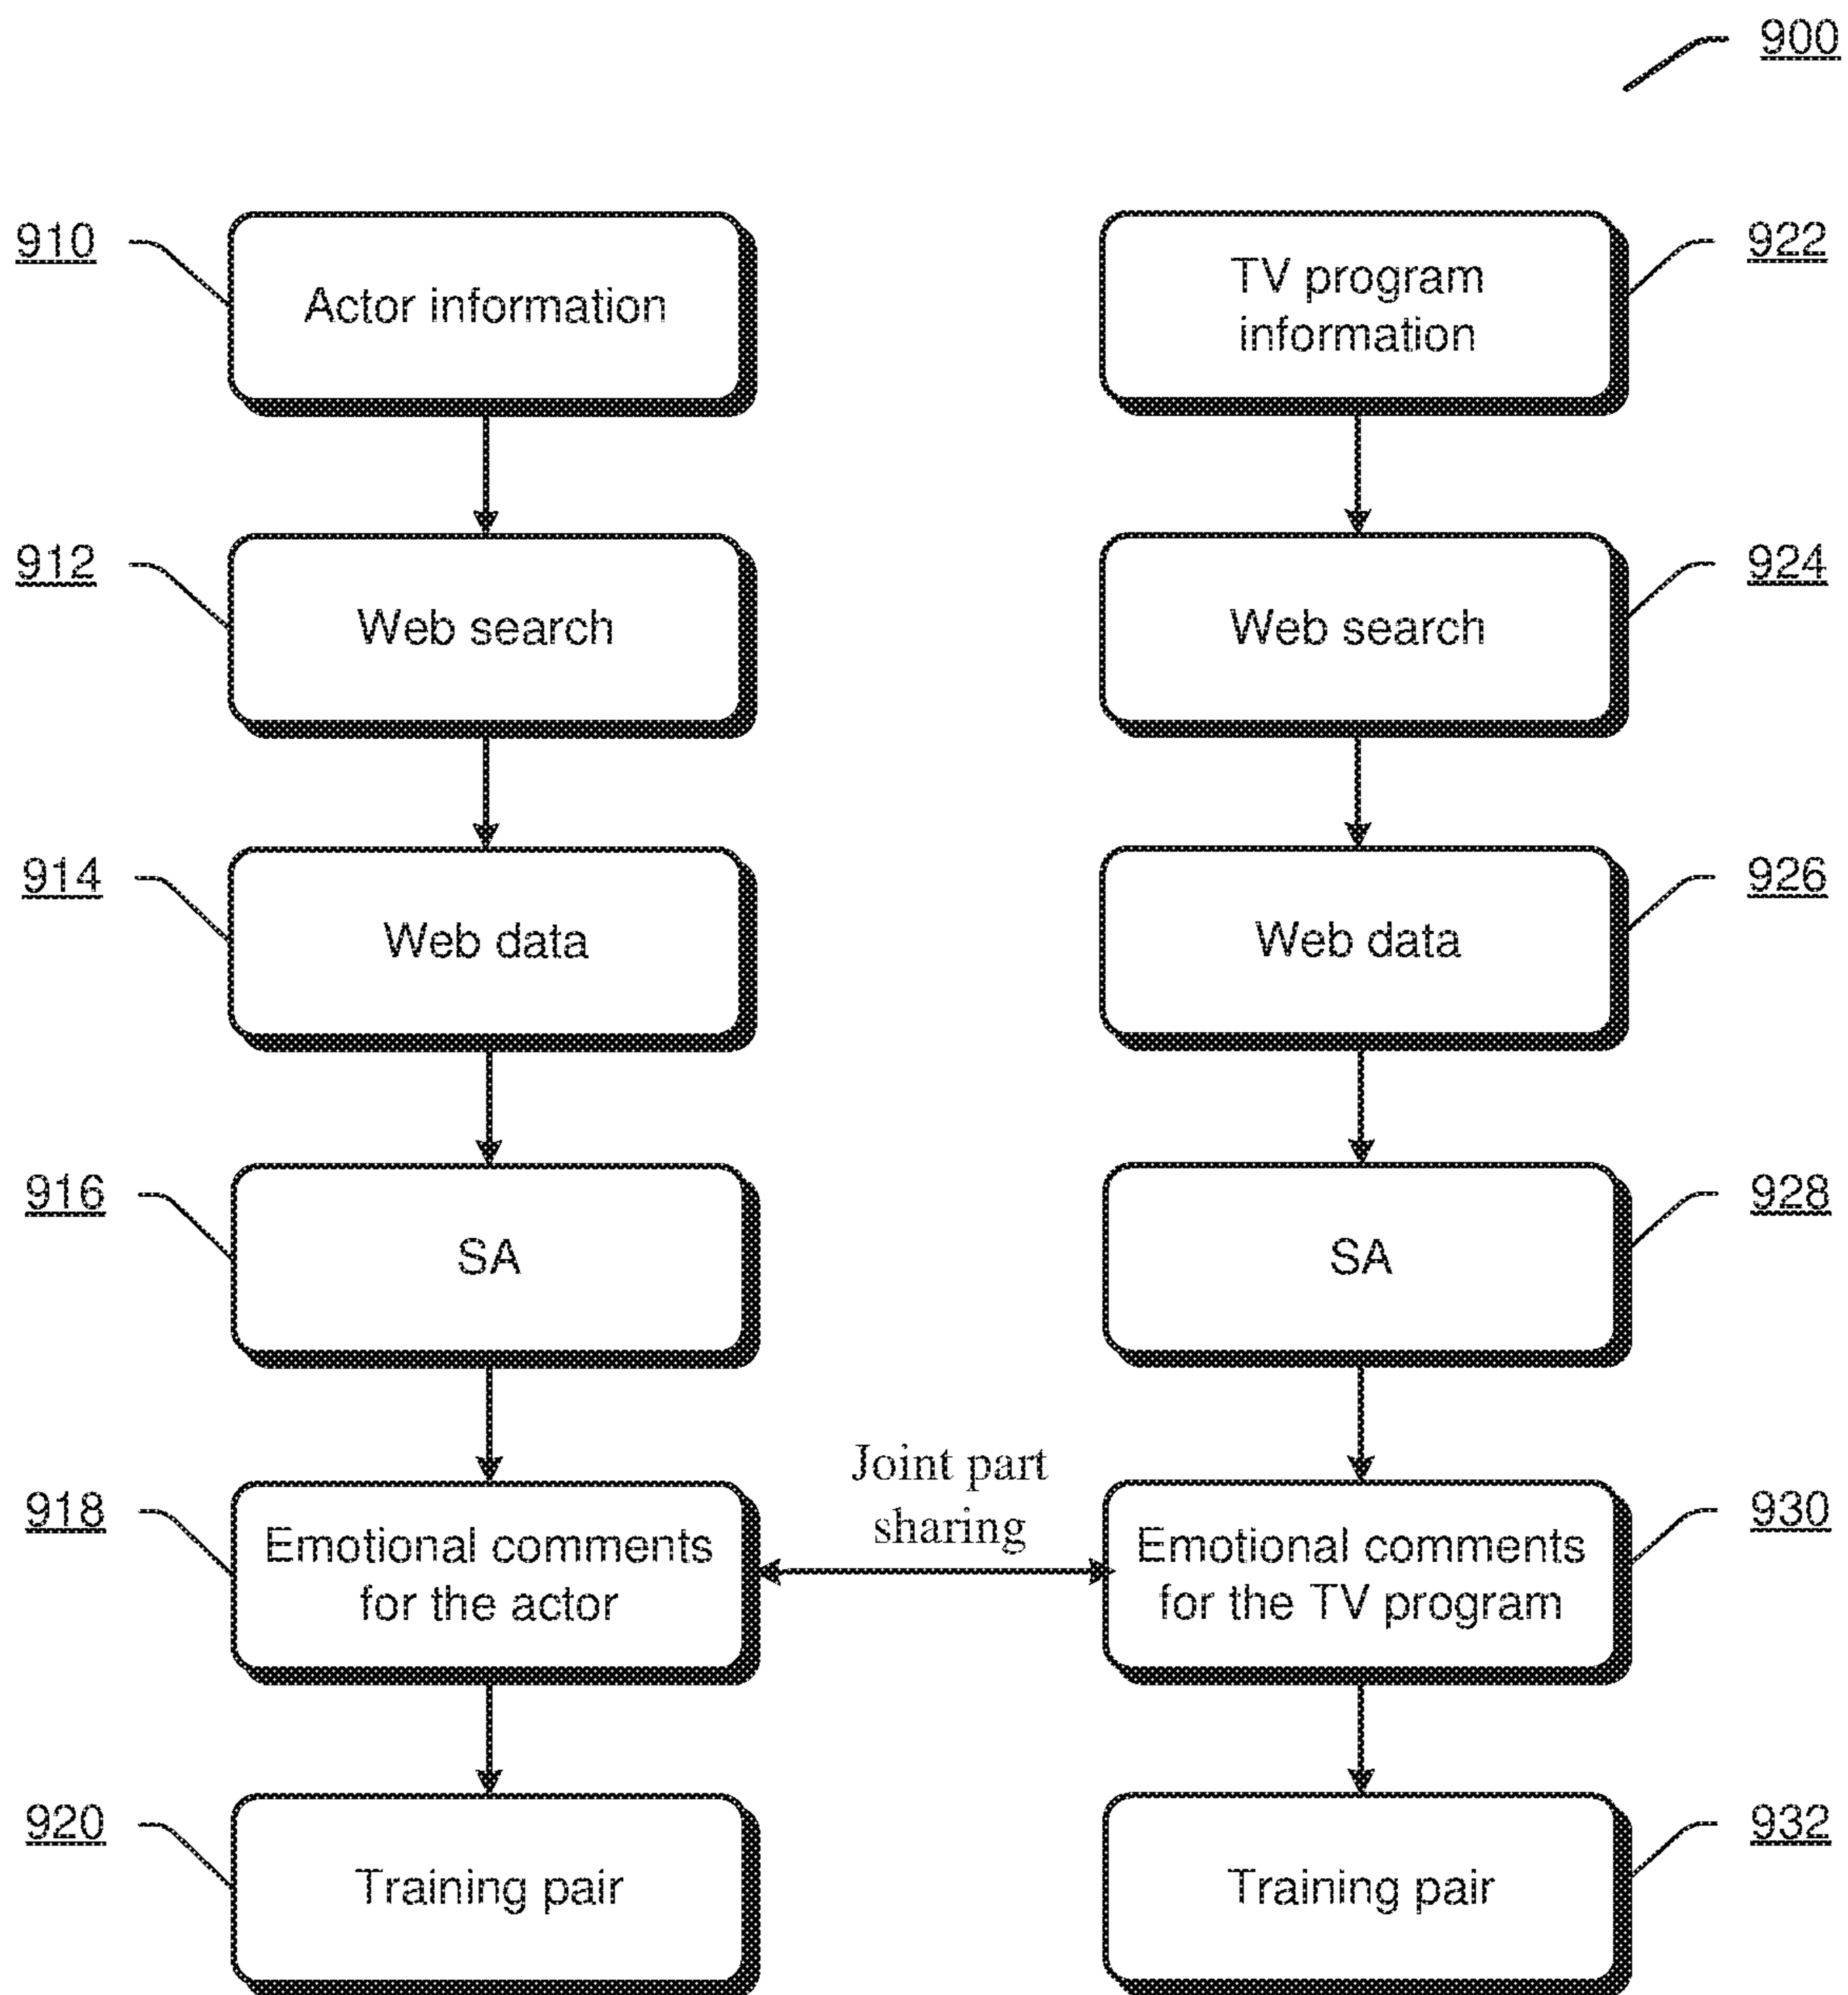 900
910
Actor information
922
TV program
information
912
Web search
924
Web search
914
Web data
926
Web data
916
SA
928
SA
Joint part
sharing
918
Emotional comments
for the actor
930
Emotional comments
for the TV program
920
Training pair
932
Training pair